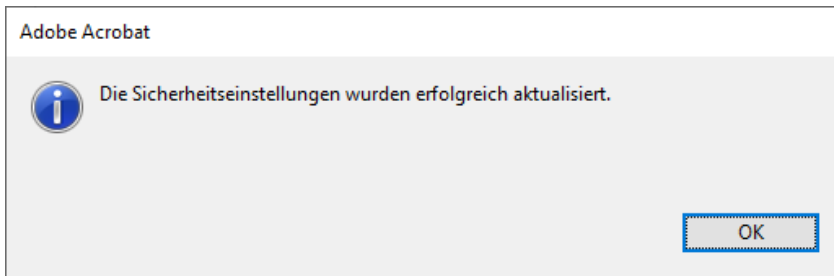 Adobe Acrobat
Die Sicherheitseinstellungen wurden erfolgreich aktualisiert.
OK